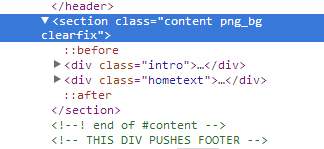 </header>
▼<section class="content png_bg
clearfix">
::before
▶<div class="intro">…</div>
▶<div class="hometext">…</div>
::after
</section>
<!--! end of #content -->
<!-- THIS DIV PUSHES FOOTER -->